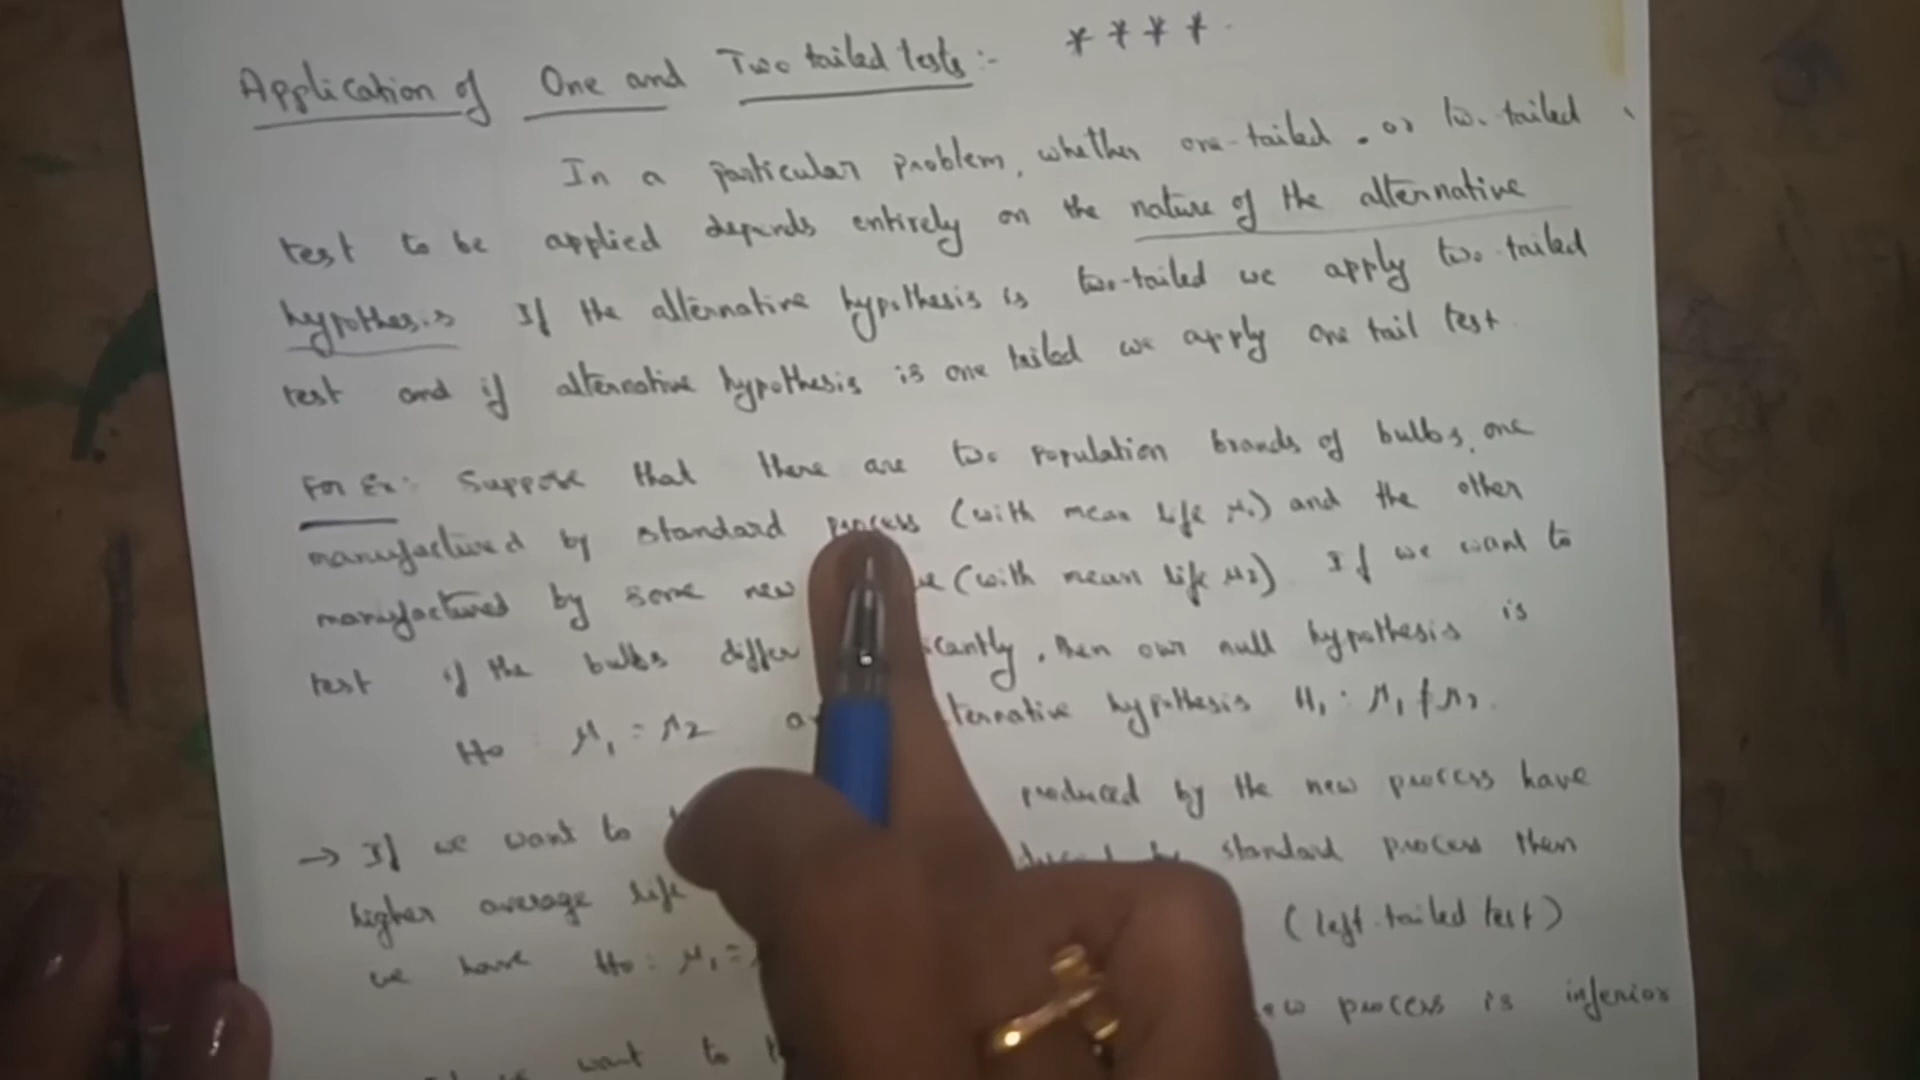 Application of One and Two tailed tests :- ****
In a particular problem, whether one-tailed or two tailed
test to be applied depends entirely on the nature of the alternative
hypothesis If the alternative hypothesis is two-tailed we apply two tailed
test and if alternative hypothesis is one tailed we apply one tail test
For Ex: Suppose that there are two population brands of bulbs, one
manufactured by standard process (with mean life μ1) and the other
manufactured by some new (with mean life μ2) If we want to
test if the bulbs differ , then our null hypothesis is
Ho : μ1 = μ2 hypothesis H1 : μ1 ≠ μ2.
→ If we want to produced by the new process have
higher average life standard process then
we have Ho : μ1 = (left tailed test)
want to process is inferior